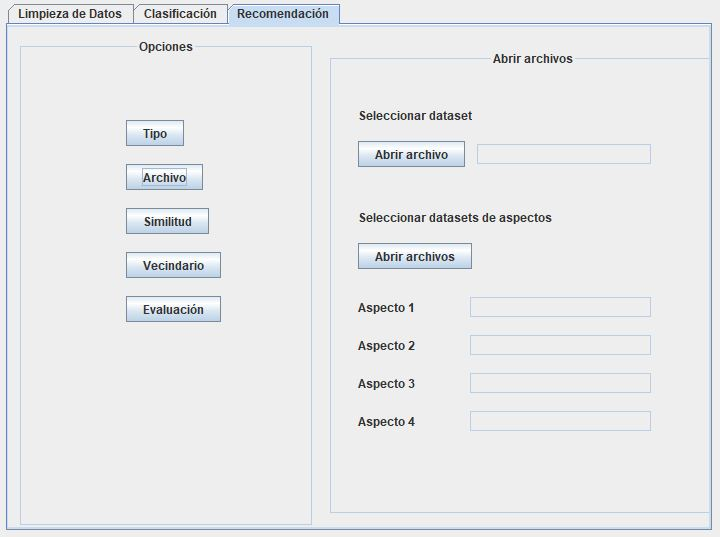 Limpieza de Datos Clasificación Recomendación
Opciones
Tipo
Archivo
Similitud
Vecindario
Evaluación
Abrir archivos
Seleccionar dataset
Abrir archivo
Seleccionar datasets de aspectos
Abrir archivos
Aspecto 1
Aspecto 2
Aspecto 3
Aspecto 4